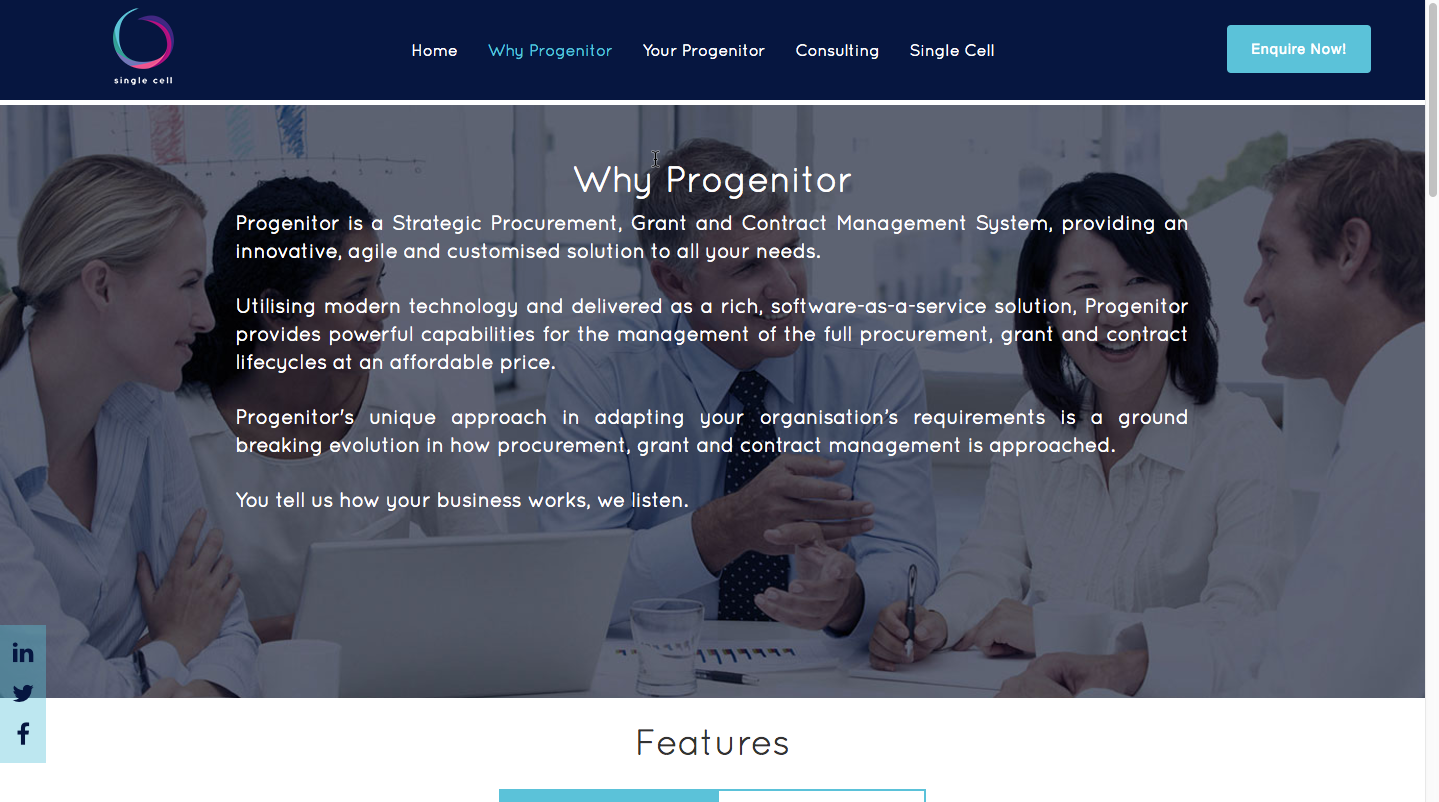 single cell
Home Why Progenitor Your Progenitor Consulting Single Cell
Enquire Now!
Why Progenitor
Progenitor is a Strategic Procurement, Grant and Contract Management System, providing an
innovative, agile and customised solution to all your needs.
Utilising modern technology and delivered as a rich, software-as-a-service solution, Progenitor
provides powerful capabilities for the management of the full procurement, grant and contract
lifecycles at an affordable price.
Progenitor's unique approach in adapting your organisation’s requirements is a ground
breaking evolution in how procurement, grant and contract management is approached.
You tell us how your business works, we listen.
in
f
Features